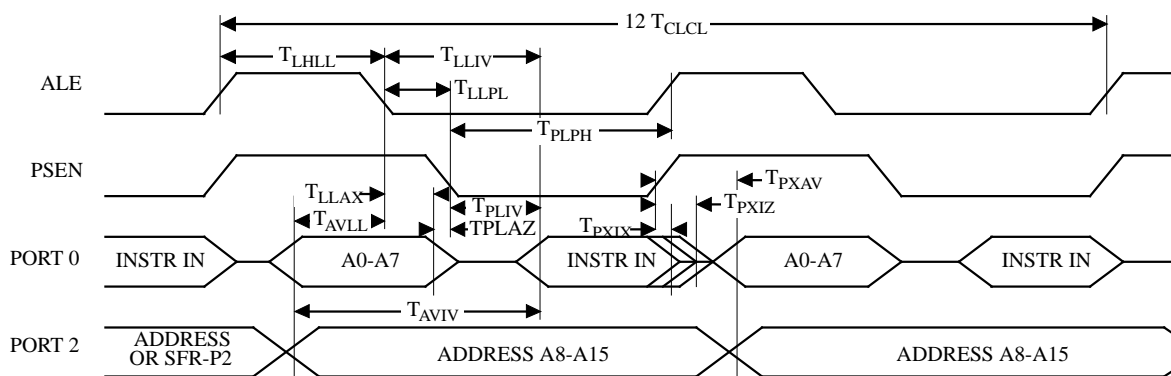 12 TCLCL
TLHLL
TLLIV
ALE
TLLPL
TPLPH
PSEN
TLLAX
TPXAV
TPLIV
TPXIZ
TAVLL
TPLAZ
TPXIX
PORT 0
INSTR IN
A0-A7
INSTR IN
A0-A7
INSTR IN
TAVIV
PORT 2
ADDRESS
OR SFR-P2
ADDRESS A8-A15
ADDRESS A8-A15